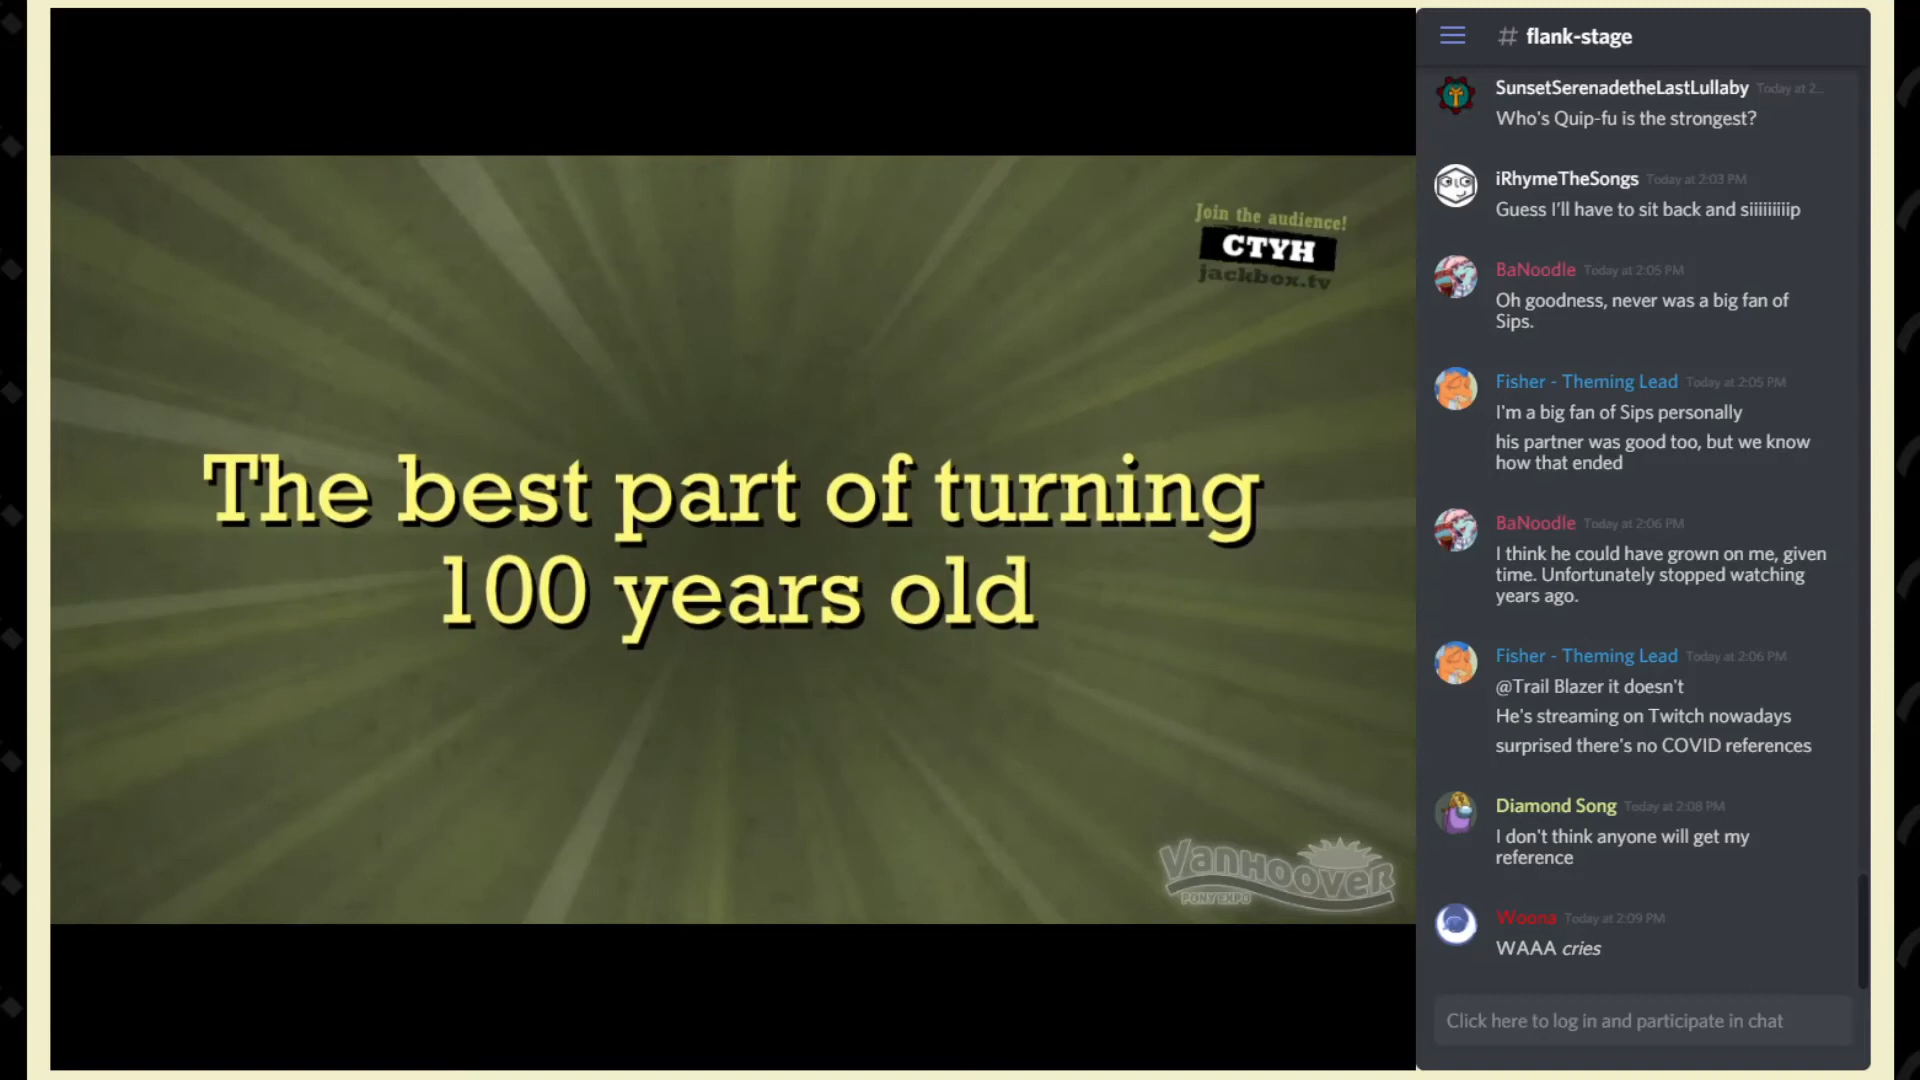 Join the audience!
CTYH
jackbox.tv
The best part of turning
100 years old
VANHOOVER
PONY EXPO
# flank-stage
SunsetSerenadetheLastLullaby Today at 2...
Who's Quip-fu is the strongest?
iRhymeTheSongs Today at 2:03 PM
Guess I'll have to sit back and siiiiiiiiip
BaNoodle Today at 2:05 PM
Oh goodness, never was a big fan of
Sips.
Fisher - Theming Lead Today at 2:05 PM
I'm a big fan of Sips personally
his partner was good too, but we know
how that ended
BaNoodle Today at 2:06 PM
I think he could have grown on me, given
time. Unfortunately stopped watching
years ago.
Fisher - Theming Lead Today at 2:06 PM
@Trail Blazer it doesn't
He's streaming on Twitch nowadays
surprised there's no COVID references
Diamond Song Today at 2:08 PM
I don't think anyone will get my
reference
Woona Today at 2:09 PM
WAAA cries
Click here to log in and participate in chat